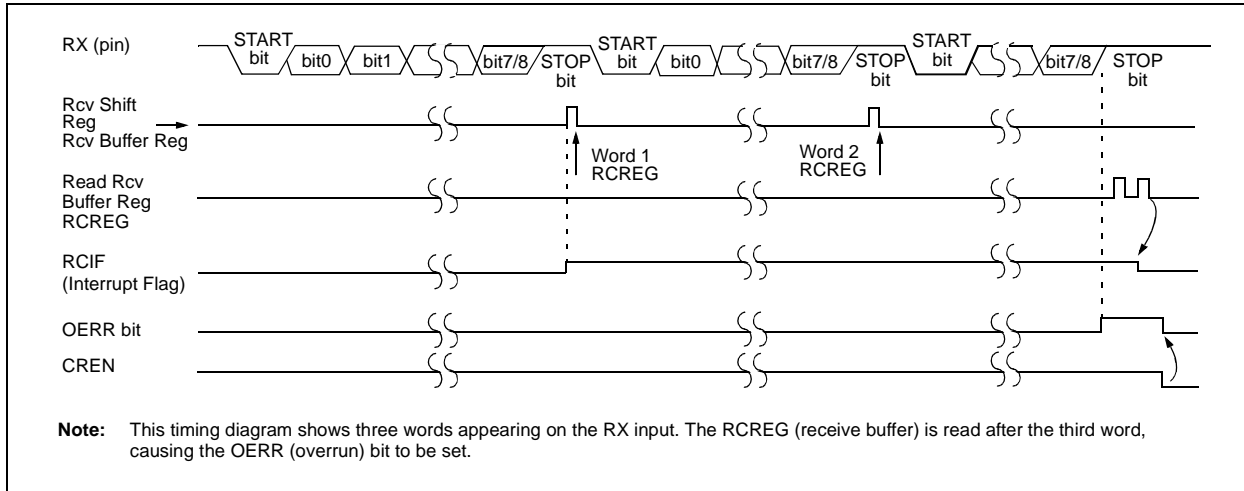 RX (pin)
START
bit
bit0
bit1
bit7/8
STOP
bit
START
bit
bit0
bit7/8
STOP
bit
START
bit
bit7/8
STOP
bit
Rcv Shift
Reg
Rcv Buffer Reg
Word 1
RCREG
Word 2
RCREG
Read Rcv
Buffer Reg
RCREG
RCIF
(Interrupt Flag)
OERR bit
CREN
Note: This timing diagram shows three words appearing on the RX input. The RCREG (receive buffer) is read after the third word,
causing the OERR (overrun) bit to be set.